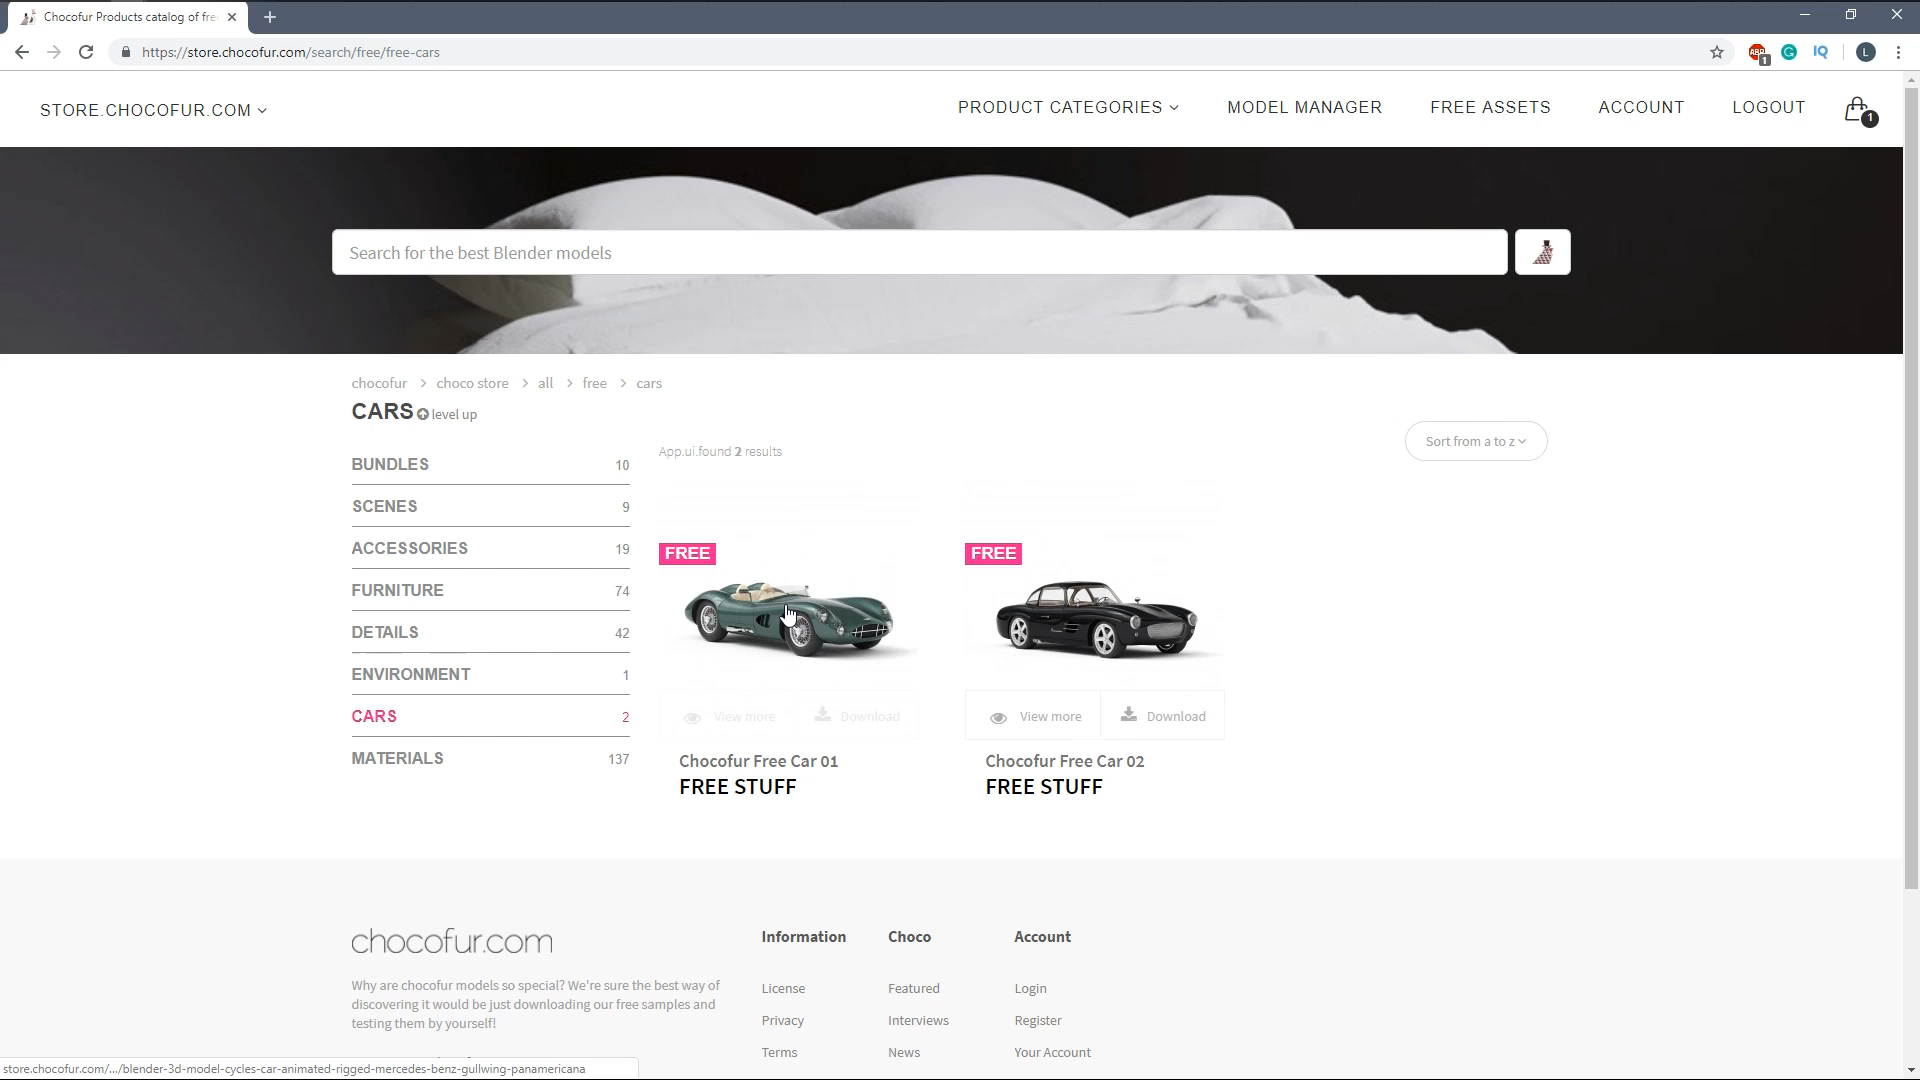 Chocofur Products catalog of fre
https://store.chocofur.com/search/free/free-cars
ABP
1
G
IQ
L
STORE.CHOCOFUR.COM
PRODUCT CATEGORIES
MODEL MANAGER
FREE ASSETS
ACCOUNT
LOGOUT
1
Search for the best Blender models
chocofur > choco store > all > free > cars
CARS level up
Sort from a to z
App.ui.found 2 results
BUNDLES 10
SCENES 9
ACCESSORIES 19
FURNITURE 74
DETAILS 42
ENVIRONMENT 1
CARS 2
MATERIALS 137
FREE
View more
Download
Chocofur Free Car 01
FREE STUFF
FREE
View more
Download
Chocofur Free Car 02
FREE STUFF
chocofur.com
Why are chocofur models so special? We're sure the best way of
discovering it would be just downloading our free samples and
testing them by yourself!
Information
License
Privacy
Terms
Choco
Featured
Interviews
News
Account
Login
Register
Your Account
store.chocofur.com/.../blender-3d-model-cycles-car-animated-rigged-mercedes-benz-gullwing-panamericana